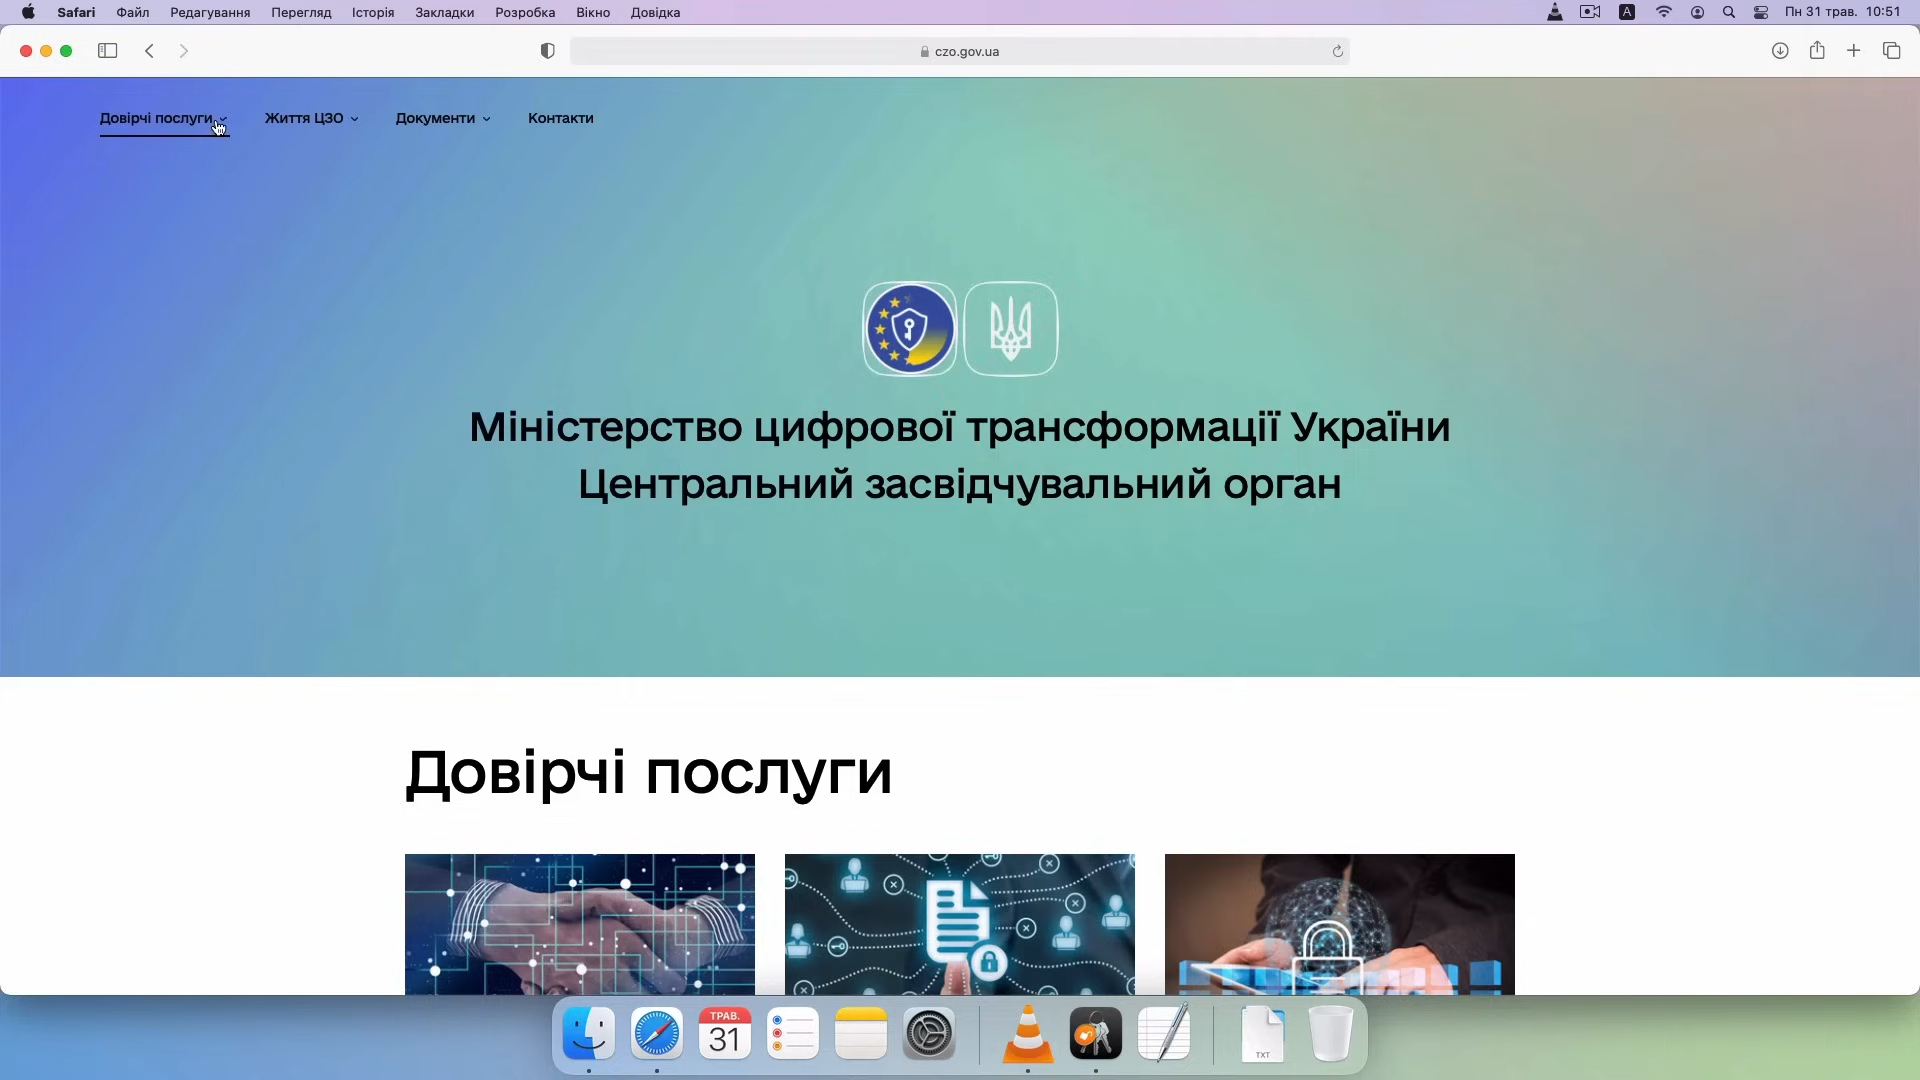 Safari Файл Редагування Перегляд Історія Закладки Розробка Вікно Довідка A Пн 31 трав. 10:51
czo.gov.ua
Довірчі послуги Життя ЦЗО Документи Контакти
Міністерство цифрової трансформації України
Центральний засвідчувальний орган
Довірчі послуги
ТРАВ.
31
TXT